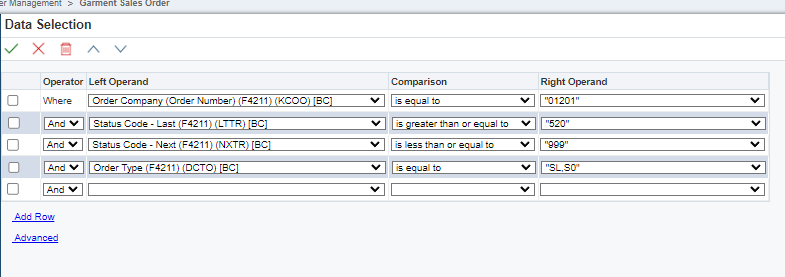 er Management > Garment Sales Order
Data Selection
Operator Left Operand Comparison Right Operand
Where Order Company (Order Number) (F4211) (KCOO) [BC] is equal to "01201"
And Status Code - Last (F4211) (LTTR) [BC] is greater than or equal to "520"
And Status Code - Next (F4211) (NXTR) [BC] is less than or equal to "999"
And Order Type (F4211) (DCTO) [BC] is equal to "SL,S0"
And
Add Row
Advanced